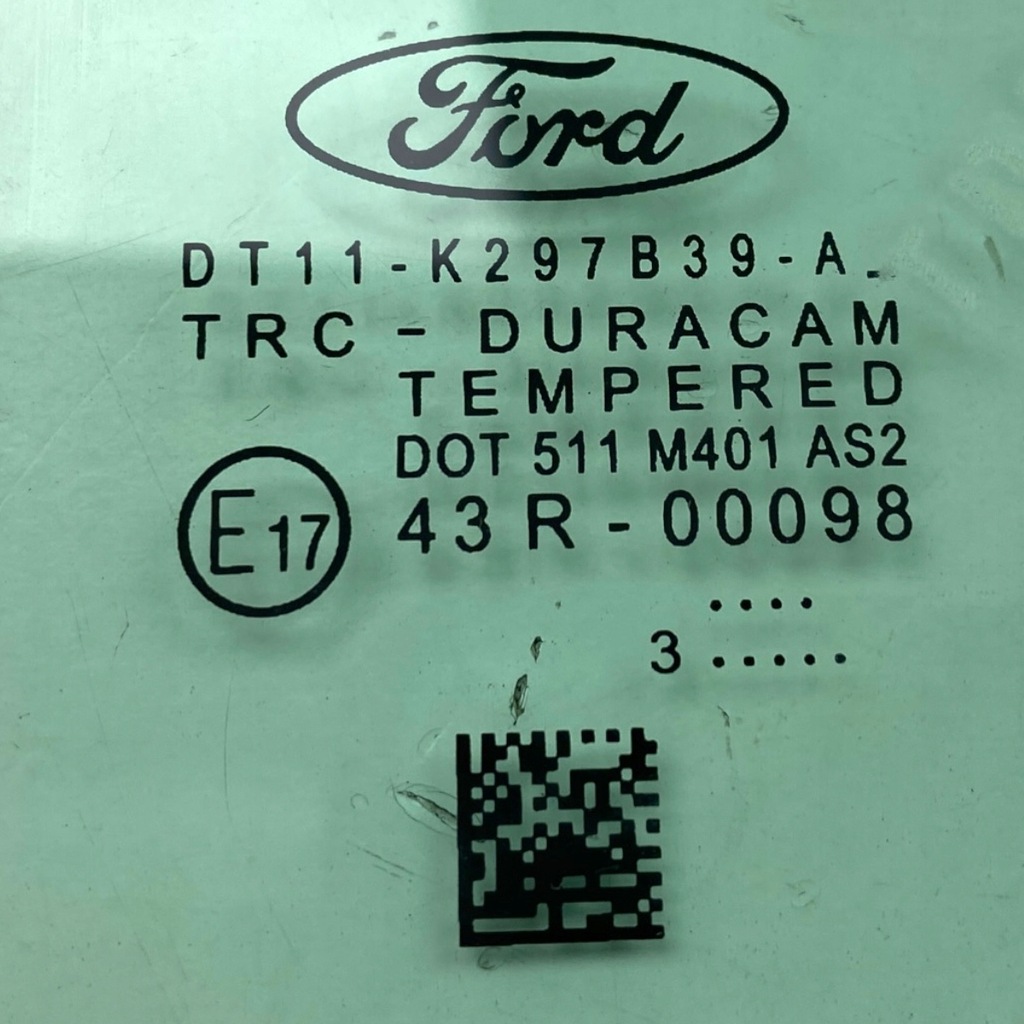 Ford
DT11-K297B39-A.
TRC - DURACAM
TEMPERED
DOT 511 M401 AS2
E17
43R-00098
....
3 .....